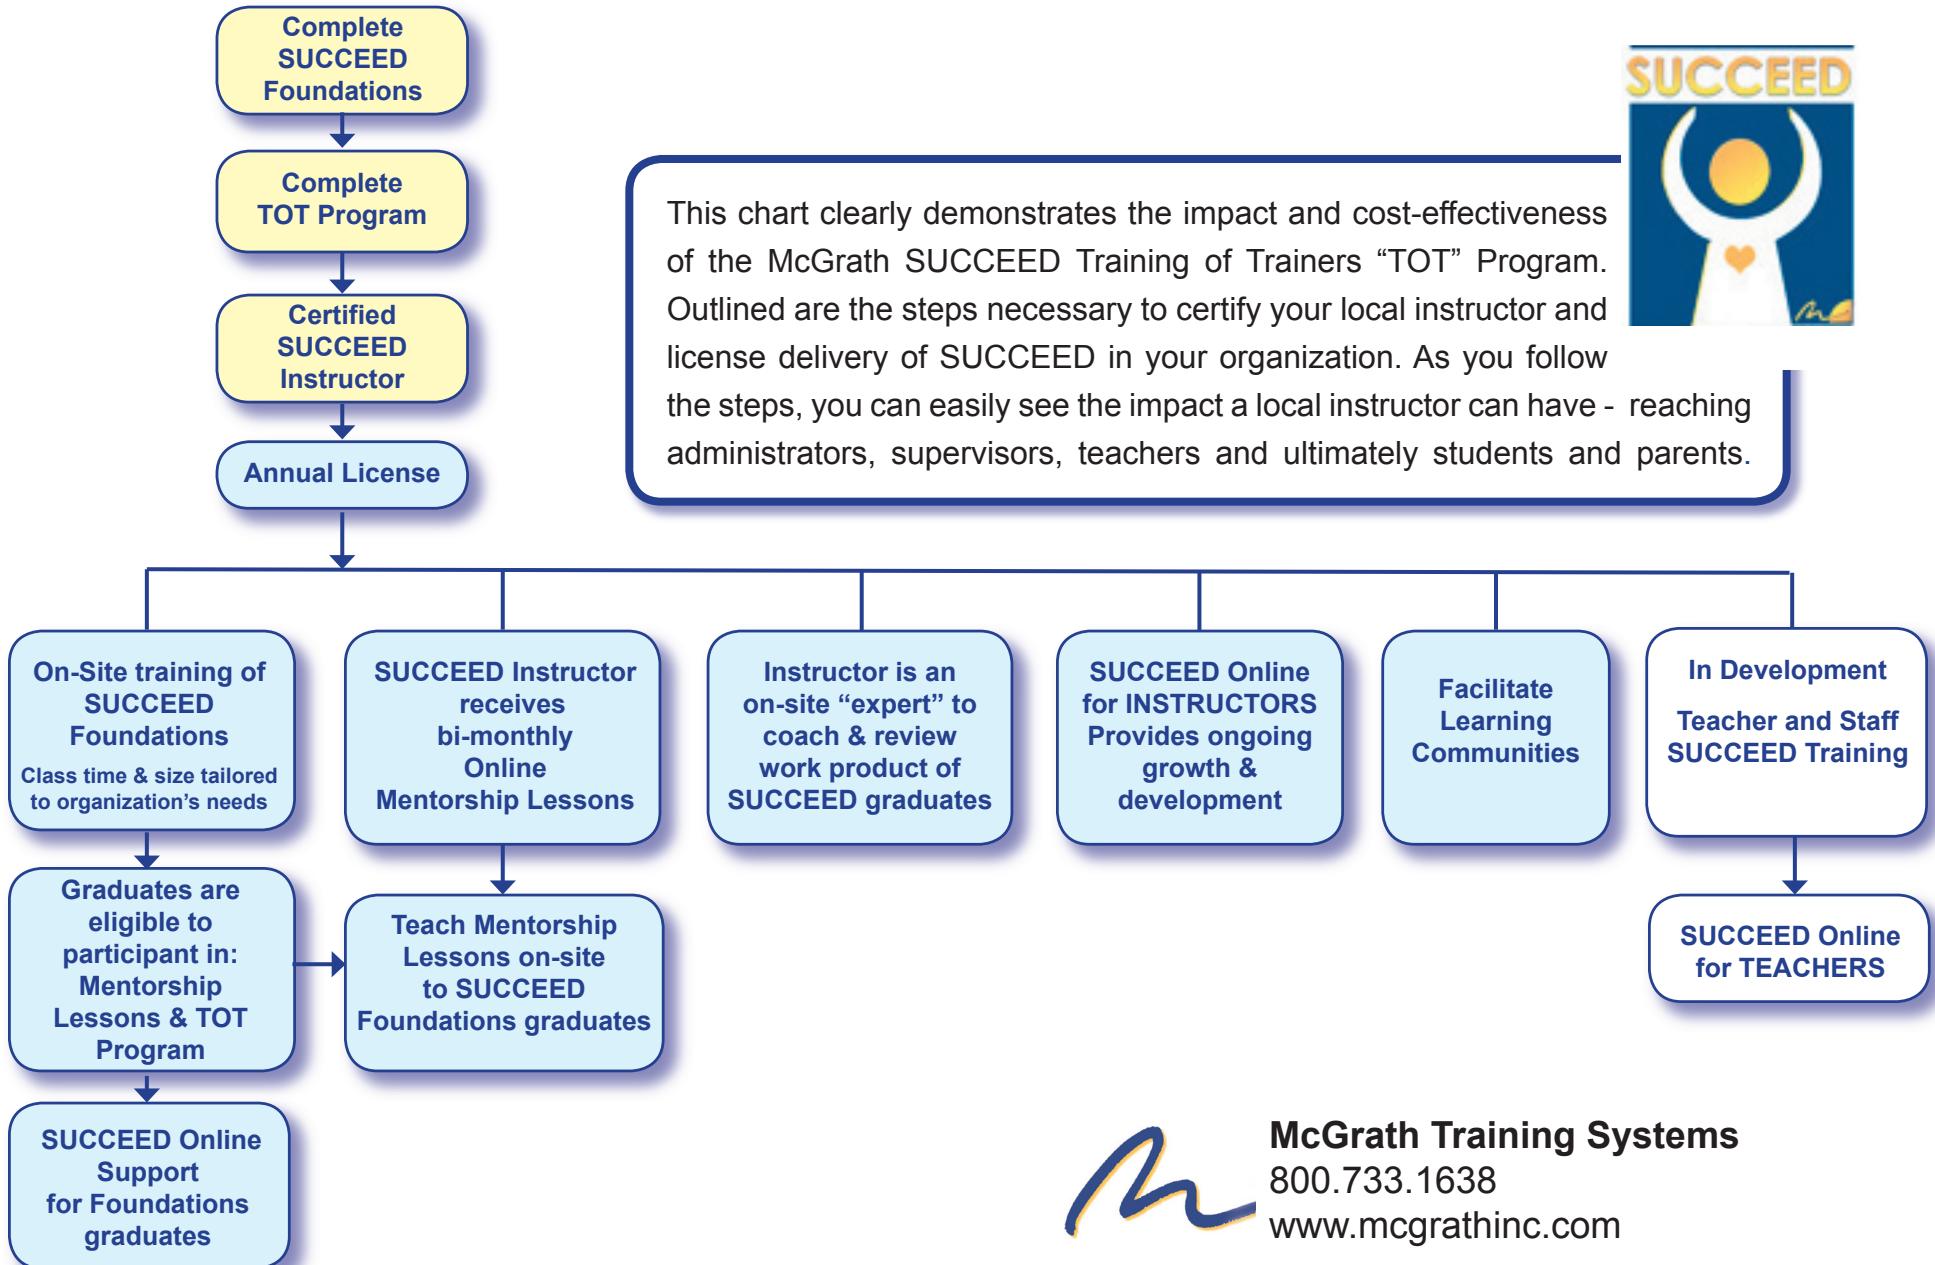 Complete
SUCCEED
Foundations
Complete
TOT Program
Certified
SUCCEED
Instructor
Annual License
SUCCEED
This chart clearly demonstrates the impact and cost-effectiveness
of the McGrath SUCCEED Training of Trainers “TOT” Program.
Outlined are the steps necessary to certify your local instructor and
license delivery of SUCCEED in your organization. As you follow
the steps, you can easily see the impact a local instructor can have - reaching
administrators, supervisors, teachers and ultimately students and parents.
On-Site training of
SUCCEED
Foundations
Class time & size tailored
to organization’s needs
SUCCEED Instructor
receives
bi-monthly
Online
Mentorship Lessons
Instructor is an
on-site “expert” to
coach & review
work product of
SUCCEED graduates
SUCCEED Online
for INSTRUCTORS
Provides ongoing
growth &
development
Facilitate
Learning
Communities
In Development
Teacher and Staff
SUCCEED Training
Graduates are
eligible to
participant in:
Mentorship
Lessons & TOT
Program
Teach Mentorship
Lessons on-site
to SUCCEED
Foundations graduates
SUCCEED Online
for TEACHERS
SUCCEED Online
Support
for Foundations
graduates
McGrath Training Systems
800.733.1638
www.mcgrathinc.com